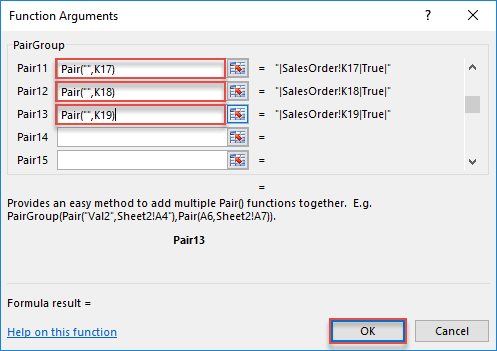 Function Arguments
PairGroup
Pair11 Pair("",K17) = "|SalesOrder!K17|True|"
Pair12 Pair("",K18) = "|SalesOrder!K18|True|"
Pair13 Pair("",K19) = "|SalesOrder!K19|True|"
Pair14 =
Pair15 =
=
Provides an easy method to add multiple Pair() functions together. E.g.
PairGroup(Pair("Val2",Sheet2!A4"),Pair(A6,Sheet2!A7)).
Pair13
Formula result =
Help on this function
OK
Cancel